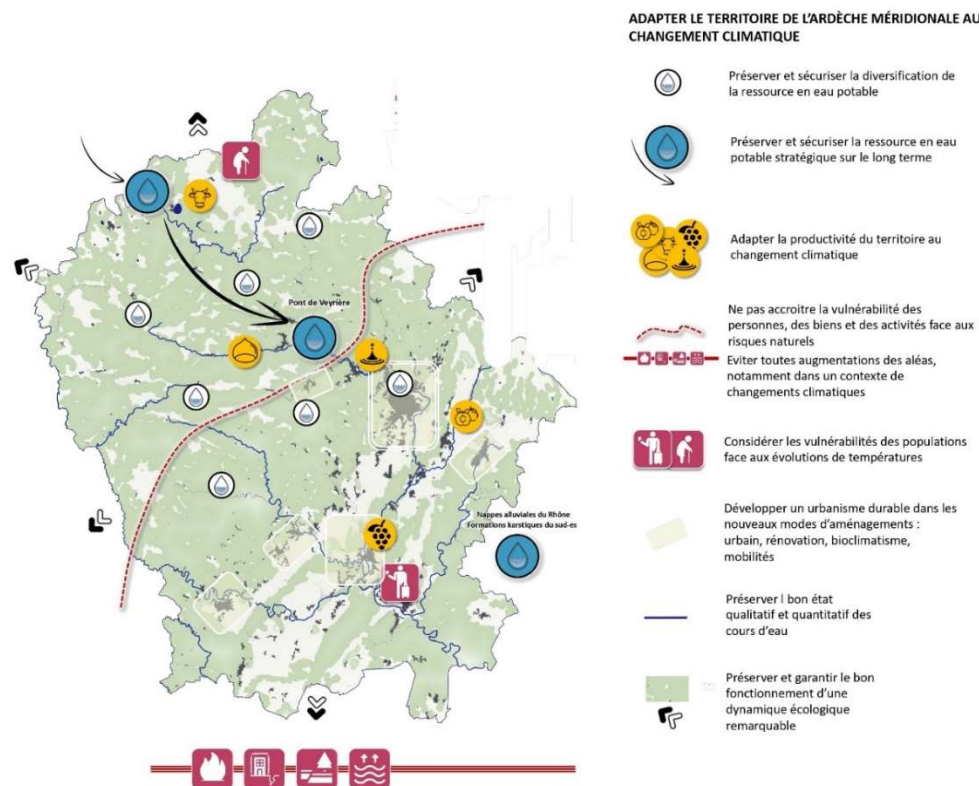 ADAPTER LE TERRITOIRE DE L'ARDÈCHE MÉRIDIONALE AU
CHANGEMENT CLIMATIQUE
Préserver et sécuriser la diversification de
la ressource en eau potable
Préserver et sécuriser la ressource en eau
potable stratégique sur le long terme
Adapter la productivité du territoire au
changement climatique
Ne pas accroitre la vulnérabilité des
personnes, des biens et des activités face aux
risques naturels
Eviter toutes augmentations des aléas,
notamment dans un contexte de
changements climatiques
Considérer les vulnérabilités des populations
face aux évolutions de températures
Développer un urbanisme durable dans les
nouveaux modes d'aménagements :
urbain, rénovation, bioclimatisme,
mobilités
Préserver l bon état
qualitatif et quantitatif des
cours d'eau
Préserver et garantir le bon
fonctionnement d'une
dynamique écologique
remarquable
Pont de Veyrière
Nappes alluviales du Rhône
Formations karstiques du sud-es